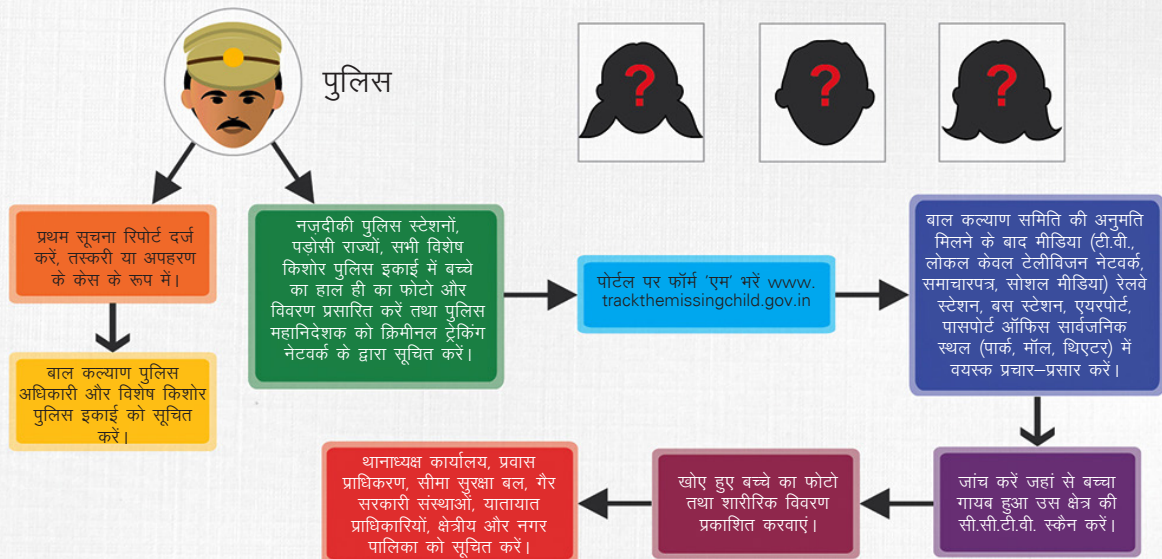 पुलिस
?
?
?
प्रथम सूचना रिपोर्ट दर्ज
करें, तस्करी या अपहरण
के केस के रूप में।
बाल कल्याण पुलिस
अधिकारी और विशेष किशोर
पुलिस इकाई को सूचित
करें।
नज़दीकी पुलिस स्टेशनों,
पडोसी राज्यों, सभी विशेष
किशोर पुलिस इकाई में बच्चे
का हाल ही का फोटो और
विवरण प्रसारित करें तथा पुलिस
महानिदेशक को क्रिमीनल ट्रेकिंग
नेटवर्क के द्वारा सूचित करें।
पोर्टल पर फॉर्म ‘एम’ भरें www.
trackthemissingchild.gov.in
बाल कल्याण समिति की अनुमति
मिलने के बाद मीडिया (टी.वी.,
लोकल केबल टेलीविजन नेटवर्क,
समाचारपत्र, सोशल मीडिया) रेलवे
स्टेशन, बस स्टेशन, एयरपोर्ट,
पासपोर्ट ऑफिस सार्वजनिक
स्थल (पार्क, मॉल, थिएटर) में
वयस्क प्रचार–प्रसार करें।
जांच करें जहां से बच्चा
गायब हुआ उस क्षेत्र की
सी.सी.टी.वी. स्कैन करें।
खोए हुए बच्चे का फोटो
तथा शारीरिक विवरण
प्रकाशित करवाएं।
थानाध्यक्ष कार्यालय, प्रवास
प्राधिकरण, सीमा सुरक्षा बल, गैर
सरकारी संस्थाओं, यातायात
प्राधिकारियों, क्षेत्रीय और नगर
पालिका को सूचित करें।